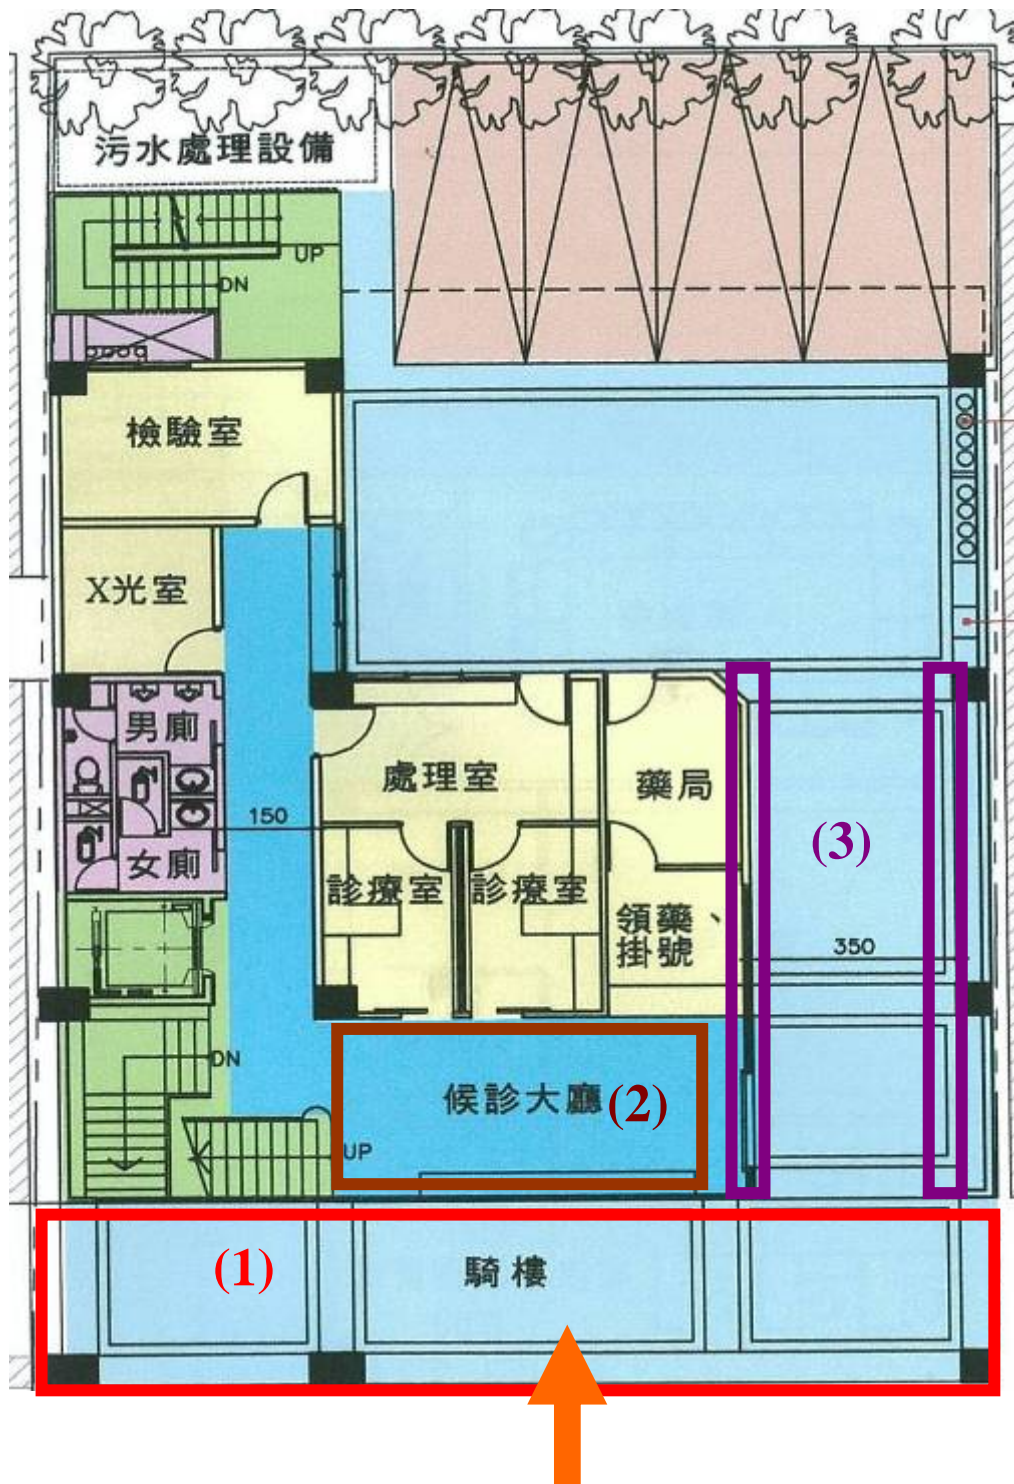 污水處理設備
UP
DN
檢驗室
X光室
男廁
處理室
藥局
150
(3)
女廁
診療室
診療室
領藥、
掛號
350
DN
候診大廳
(2)
UP
(1)
騎樓